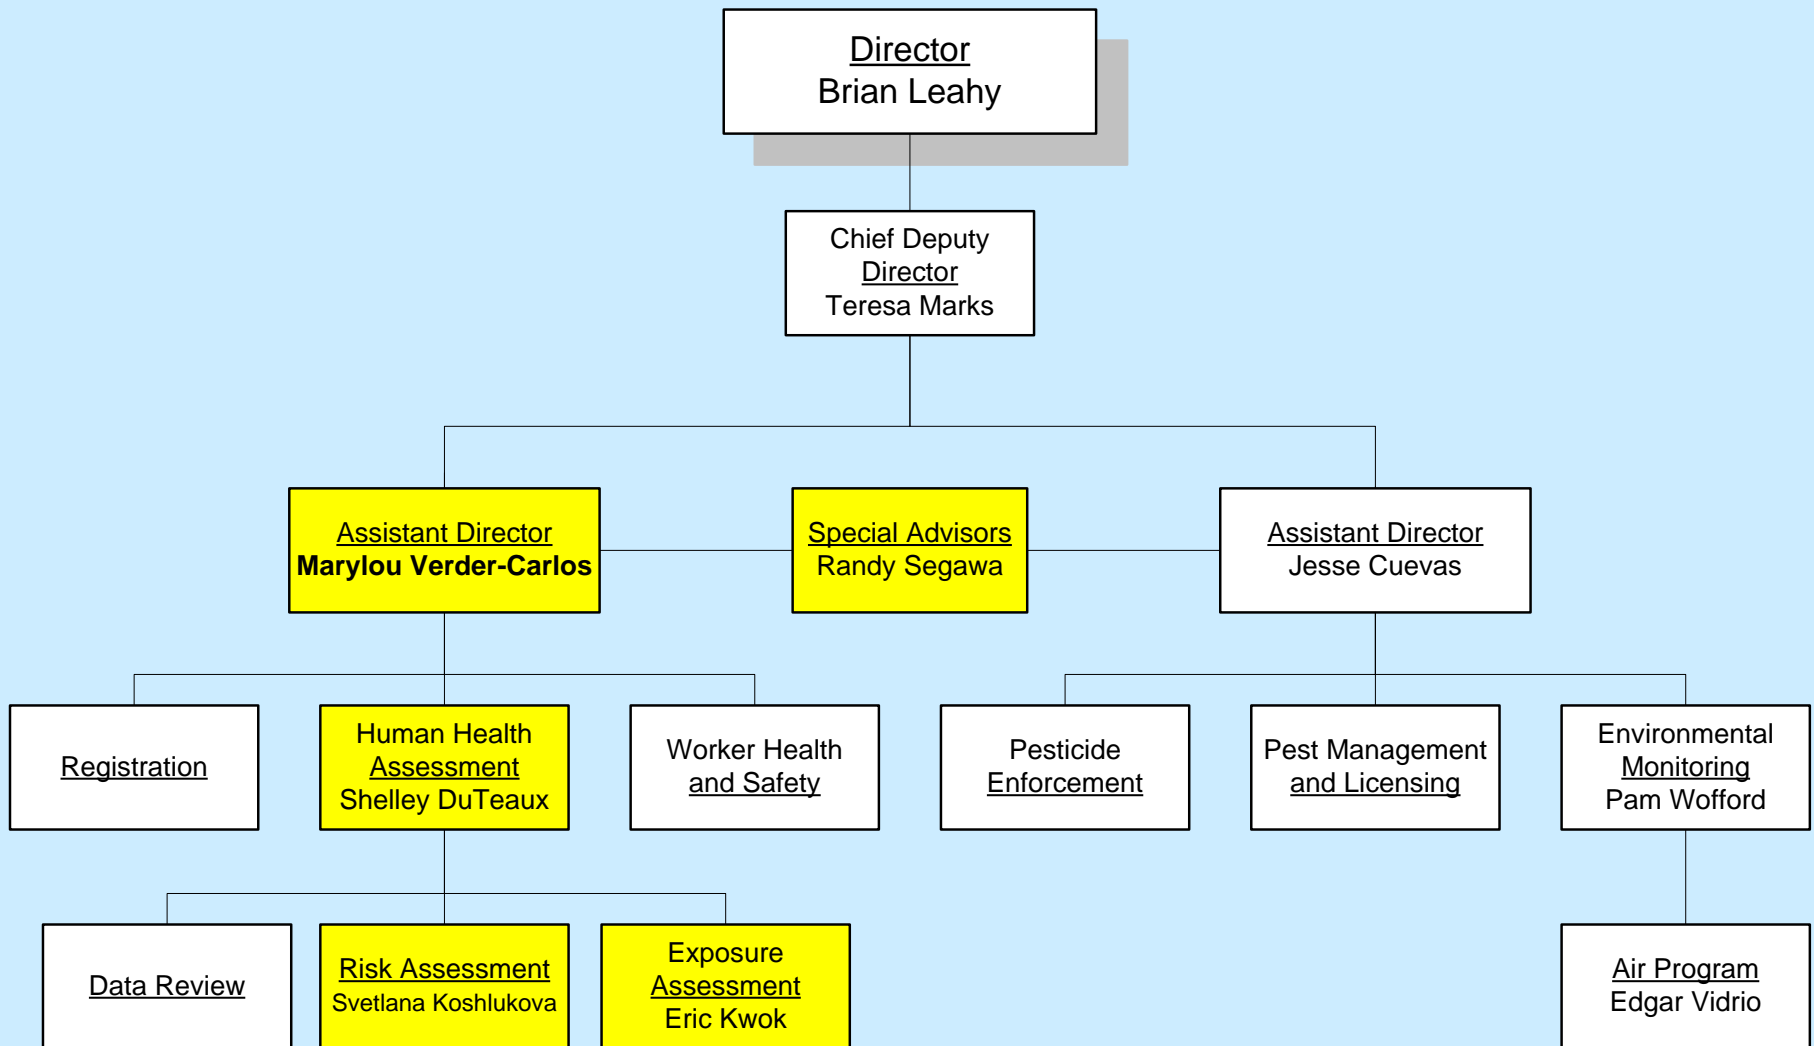 Director
Brian Leahy
Chief Deputy
Director
Teresa Marks
Assistant Director
Marylou Verder-Carlos
Special Advisors
Randy Segawa
Assistant Director
Jesse Cuevas
Registration
Human Health
Assessment
Shelley DuTeaux
Worker Health
and Safety
Pesticide
Enforcement
Pest Management
and Licensing
Environmental
Monitoring
Pam Wofford
Data Review
Risk Assessment
Svetlana Koshlukova
Exposure
Assessment
Eric Kwok
Air Program
Edgar Vidrio